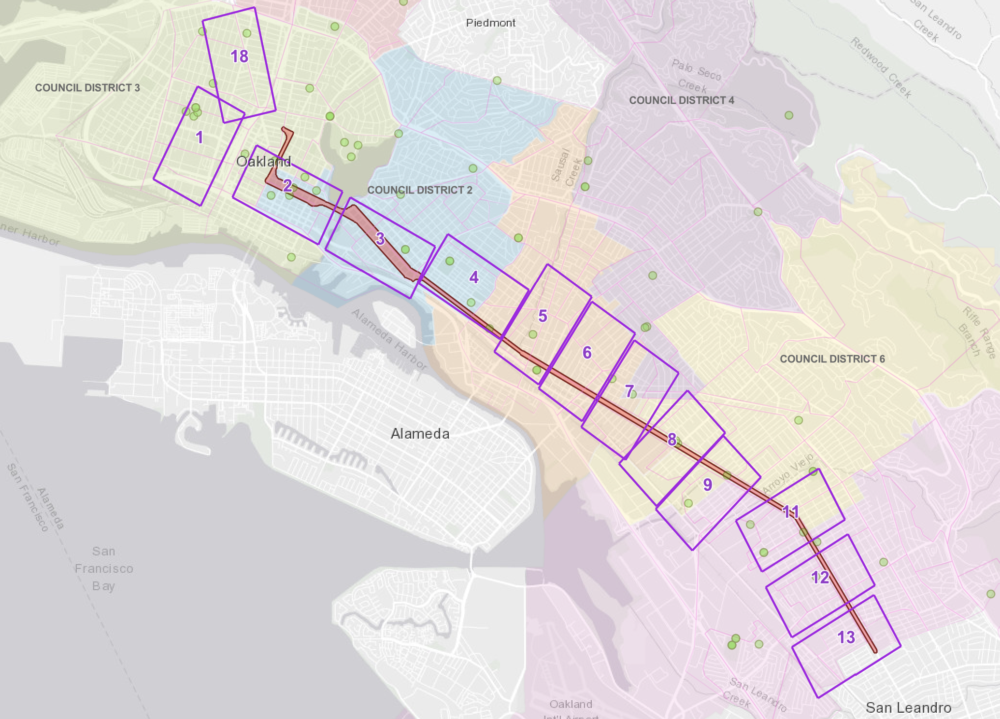 Piedmont
San Leandro
Creek
Redwood Creek
Palo Seco
Creek
18
COUNCIL DISTRICT 3
COUNCIL DISTRICT 4
1
Oakland
Sausal
Creek
2
COUNCIL DISTRICT 2
ner Harbor
3
4
5
Alameda Harbor
6
Rifle Range
Branch
COUNCIL DISTRICT 6
7
Alameda
8
9
Arroyo Viejo
Alameda
San Francisco
11
San
Francisco
Bay
12
13
San Leandro
Creek
Oakland
Int'l Airport
San Leandro